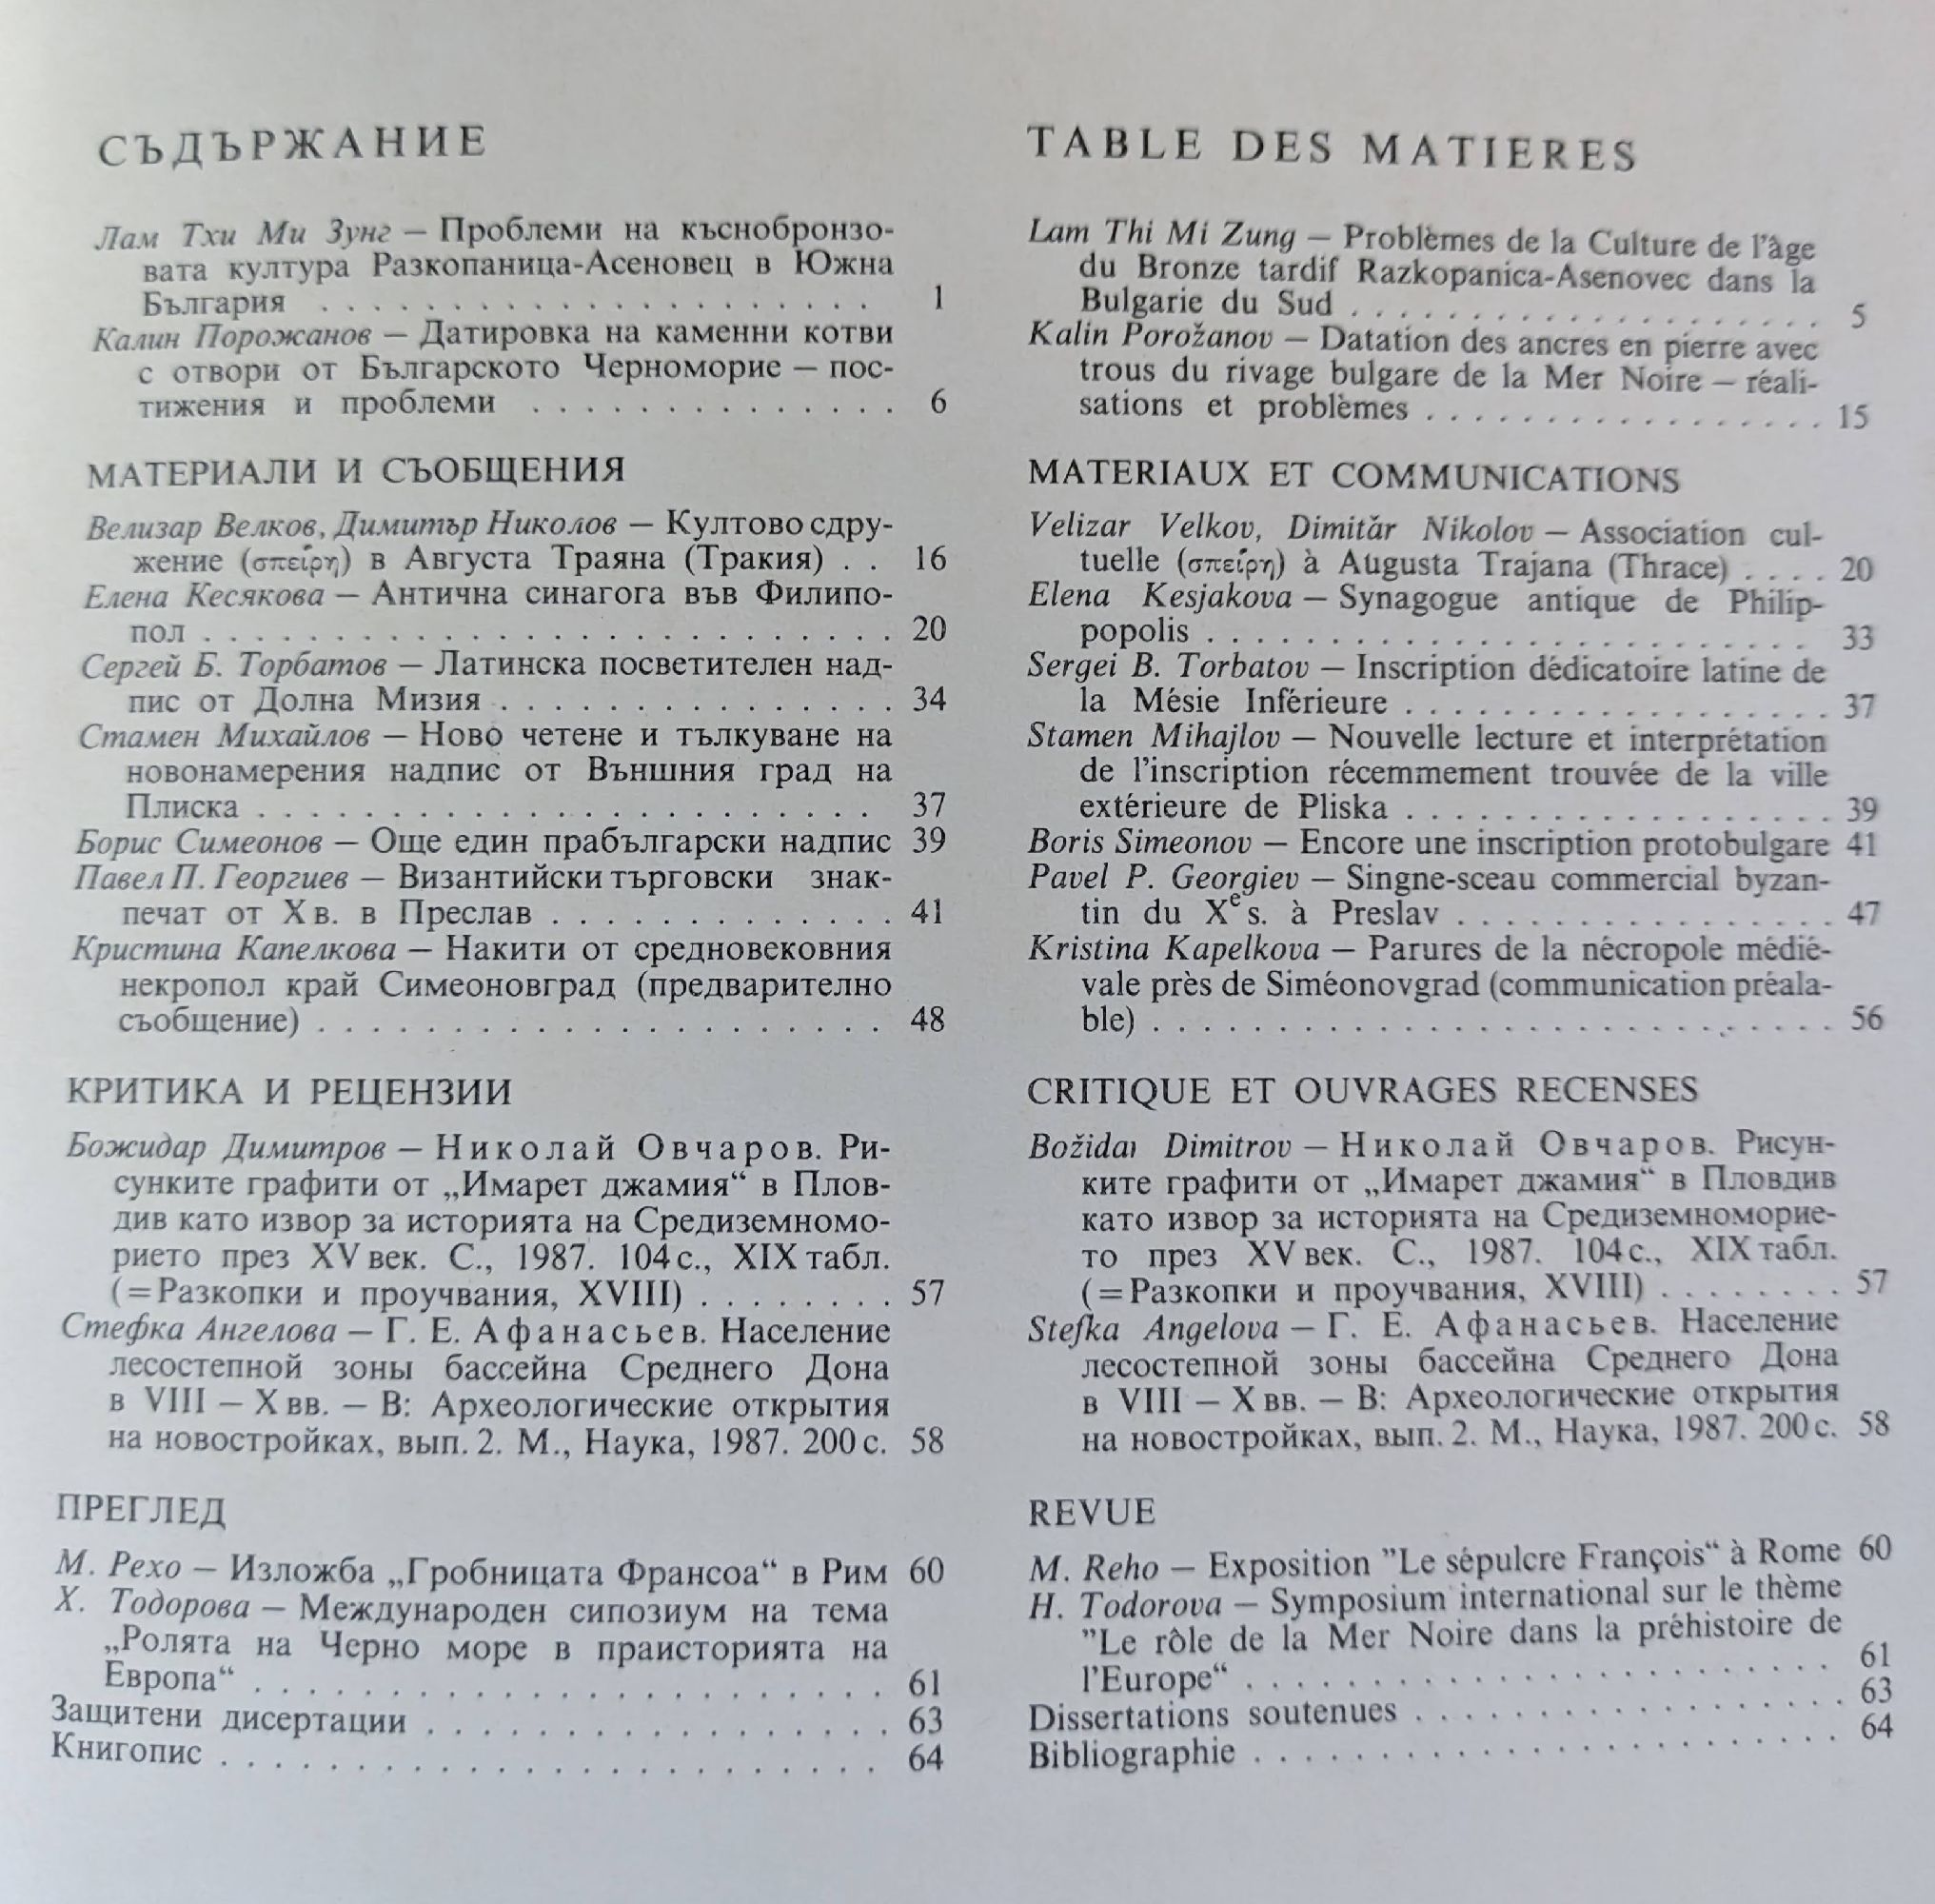 СЪДЪРЖАНИЕ
Лам Тхи Ми Зунг — Проблеми на къснобронзо-
вата култура Разкопаница-Асеновец в Южна
България . . . . . . . . . . . . . . . . . . . . 1
Калин Порожанов — Датировка на каменни котви
с отвори от Българското Черноморие — пос-
тижения и проблеми . . . . . . . . . . . . . . 6
МАТЕРИАЛИ И СЪОБЩЕНИЯ
Велизар Велков, Димитър Николов — Култово сдру-
жение (σπείρη) в Августа Траяна (Тракия) . . 16
Елена Кесякова — Антична синагога във Филипо-
пол . . . . . . . . . . . . . . . . . . . . . . . . . . 20
Сергей Б. Торбатов — Латинска посветителен над-
пис от Долна Мизия . . . . . . . . . . . . . . . 34
Стамен Михайлов — Ново четене и тълкуване на
новонамерения надпис от Външния град на
Плиска . . . . . . . . . . . . . . . . . . . . . . . 37
Борис Симеонов — Още един прабългарски надпис 39
Павел П. Георгиев — Византийски търговски знак-
печат от X в. в Преслав . . . . . . . . . . . . . 41
Кристина Капелкова — Накити от средновековния
некропол край Симеоновград (предварително
съобщение) . . . . . . . . . . . . . . . . . . . . . 48
КРИТИКА И РЕЦЕНЗИИ
Божидар Димитров — Николай Овчаров. Ри-
сунките графити от „Имарет джамия“ в Плов-
див като извор за историята на Средиземномо-
рието през XV век. С., 1987. 104 с., XIX табл.
(=Разкопки и проучвания, XVIII) . . . . . . . . 57
Стефка Ангелова — Г. Е. Афанасьев. Население
лесостепной зоны бассейна Среднего Дона
в VIII — X вв. — В: Археологические открытия
на новостройках, вып. 2. М., Наука, 1987. 200 с. 58
ПРЕГЛЕД
М. Рехо — Изложба „Гробницата Франсоа“ в Рим 60
Х. Тодорова — Международен сипозиум на тема
„Ролята на Черно море в праисторията на
Европа“ . . . . . . . . . . . . . . . . . . . . . . . . 61
Защитени дисертации . . . . . . . . . . . . . . . . . . 63
Книгопис . . . . . . . . . . . . . . . . . . . . . . . . . 64
TABLE DES MATIERES
Lam Thi Mi Zung — Problèmes de la Culture de l'âge
du Bronze tardif Razkopanica-Asenovec dans la
Bulgarie du Sud . . . . . . . . . . . . . . . . . . . 5
Kalin Porožanov — Datation des ancres en pierre avec
trous du rivage bulgare de la Mer Noire — réali-
sations et problèmes . . . . . . . . . . . . . . . . . 15
MATERIAUX ET COMMUNICATIONS
Velizar Velkov, Dimităr Nikolov — Association cul-
tuelle (σπείρη) à Augusta Trajana (Thrace) . . . . 20
Elena Kesjakova — Synagogue antique de Philip-
popolis . . . . . . . . . . . . . . . . . . . . . . . . 33
Sergei B. Torbatov — Inscription dédicatoire latine de
la Mésie Inférieure . . . . . . . . . . . . . . . . . . 37
Stamen Mihajlov — Nouvelle lecture et interprétation
de l'inscription récemmement trouvée de la ville
extérieure de Pliska . . . . . . . . . . . . . . . . . . 39
Boris Simeonov — Encore une inscription protobulgare 41
Pavel P. Georgiev — Singne-sceau commercial byzan-
tin du Xᵉs. à Preslav . . . . . . . . . . . . . . . . 47
Kristina Kapelkova — Parures de la nécropole médié-
vale près de Siméonovgrad (communication préala-
ble) . . . . . . . . . . . . . . . . . . . . . . . . . . . . 56
CRITIQUE ET OUVRAGES RECENSES
Božidar Dimitrov — Николай Овчаров. Рисун-
ките графити от „Имарет джамия“ в Пловдив
като извор за историята на Средиземноморие-
то през XV век. С., 1987. 104 с., XIX табл.
(=Разкопки и проучвания, XVIII) . . . . . . . . 57
Stefka Angelova — Г. Е. Афанасьев. Население
лесостепной зоны бассейна Среднего Дона
в VIII — X вв. — В: Археологические открытия
на новостройках, вып. 2. М., Наука, 1987. 200 с. 58
REVUE
M. Reho — Exposition "Le sépulcre François“ à Rome 60
H. Todorova — Symposium international sur le thème
"Le rôle de la Mer Noire dans la préhistoire de
l'Europe“ . . . . . . . . . . . . . . . . . . . . . . . 61
Dissertations soutenues . . . . . . . . . . . . . . . . . 63
Bibliographie . . . . . . . . . . . . . . . . . . . . . . . 64